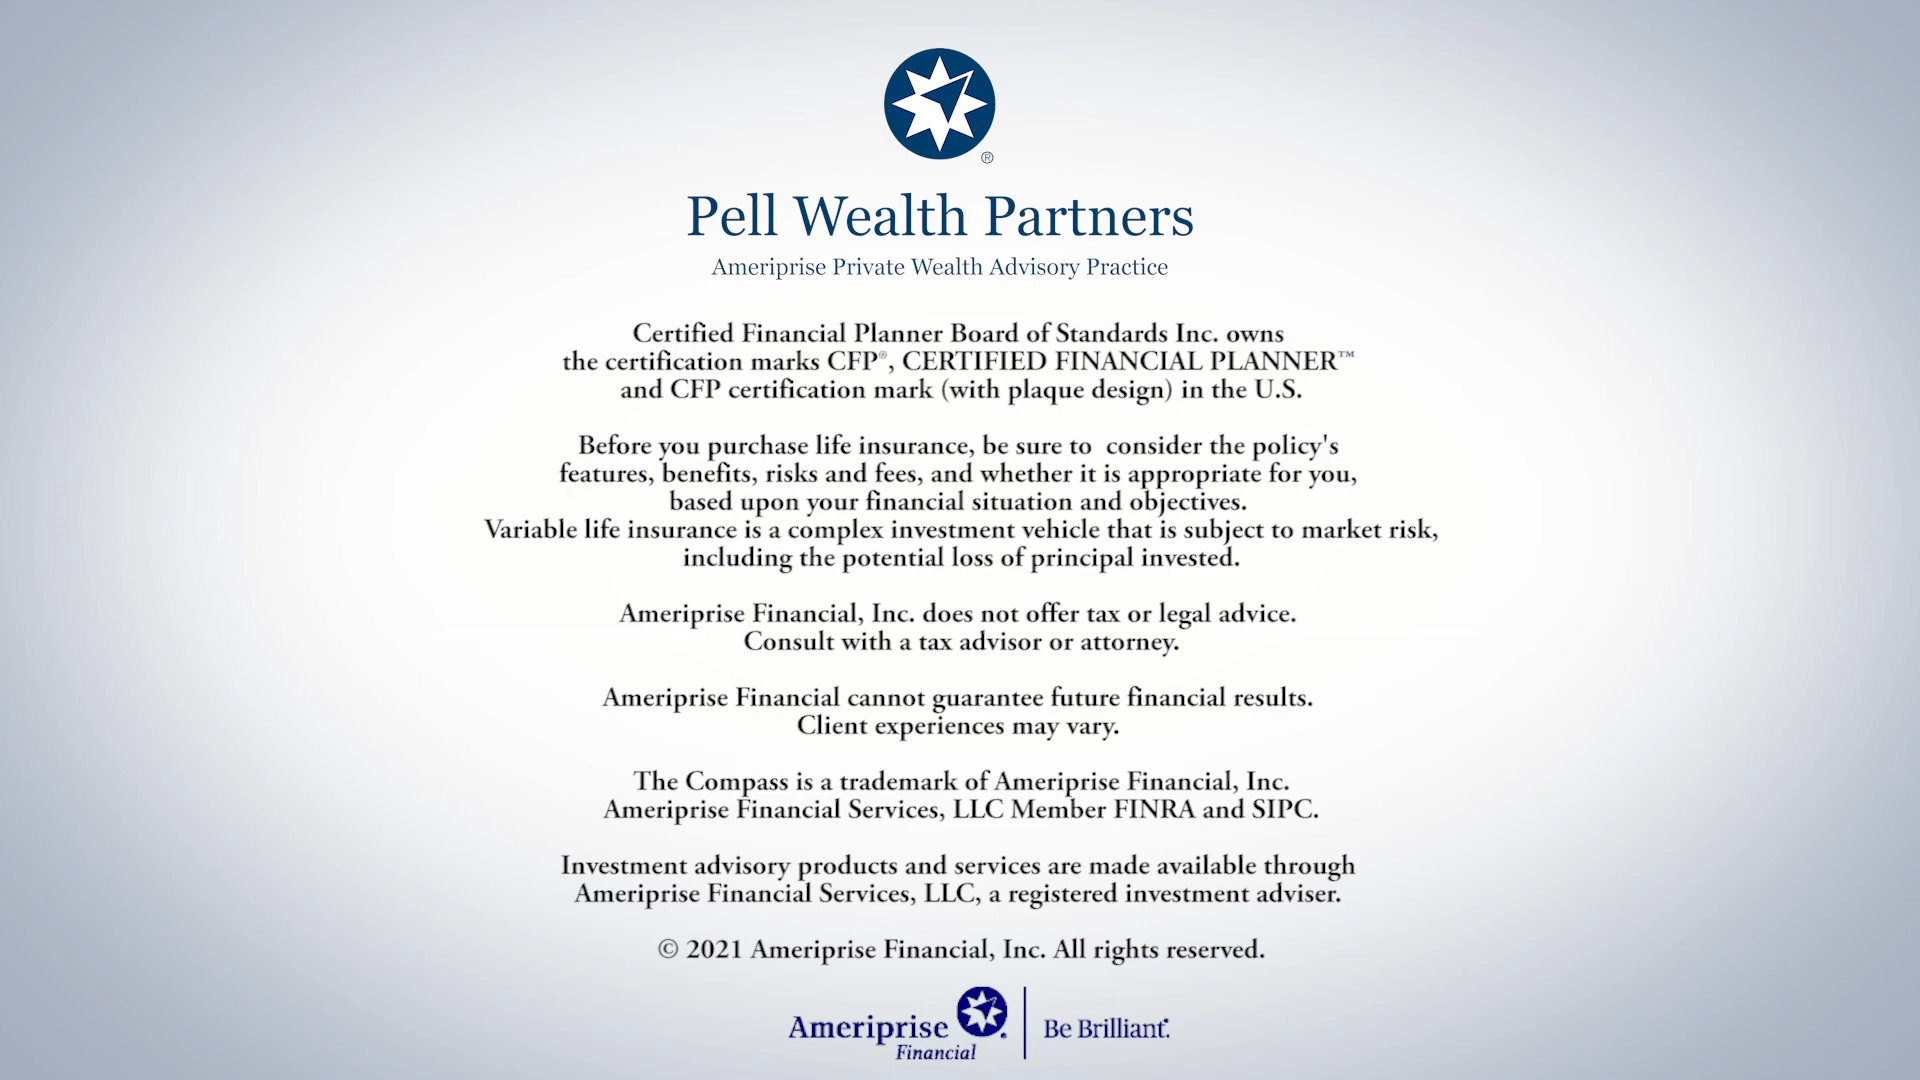 ®
Pell Wealth Partners
Ameriprise Private Wealth Advisory Practice
Certified Financial Planner Board of Standards Inc. owns
the certification marks CFP®, CERTIFIED FINANCIAL PLANNER™
and CFP certification mark (with plaque design) in the U.S.
Before you purchase life insurance, be sure to  consider the policy's
features, benefits, risks and fees, and whether it is appropriate for you,
based upon your financial situation and objectives.
Variable life insurance is a complex investment vehicle that is subject to market risk,
including the potential loss of principal invested.
Ameriprise Financial, Inc. does not offer tax or legal advice.
Consult with a tax advisor or attorney.
Ameriprise Financial cannot guarantee future financial results.
Client experiences may vary.
The Compass is a trademark of Ameriprise Financial, Inc.
Ameriprise Financial Services, LLC Member FINRA and SIPC.
Investment advisory products and services are made available through
Ameriprise Financial Services, LLC, a registered investment adviser.
© 2021 Ameriprise Financial, Inc. All rights reserved.
Ameriprise
Financial
Be Brilliant.